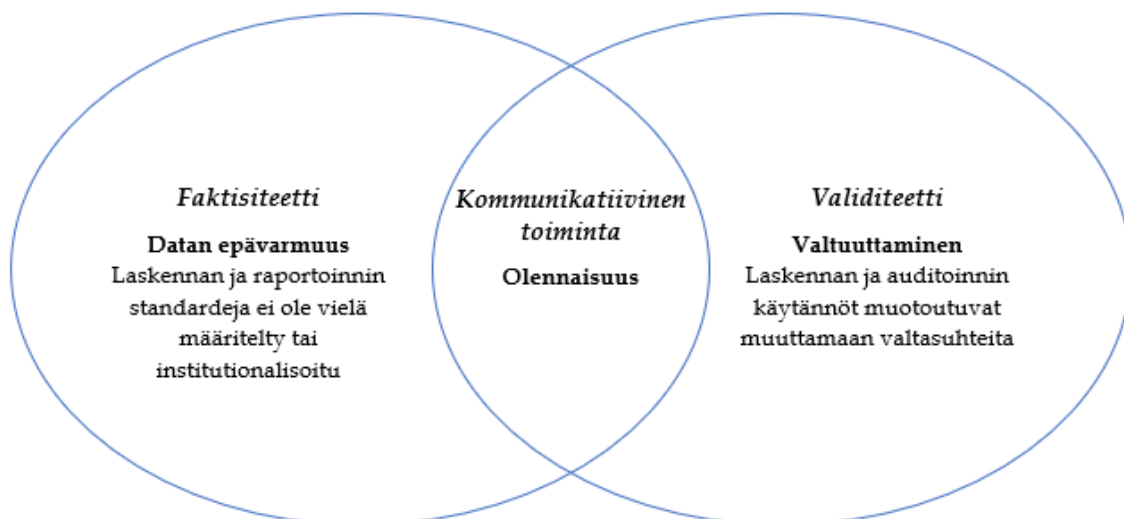 Faktisiteetti
Datan epävarmuus
Laskennan ja raportoinnin
standardeja ei ole vielä
määritelty tai
institutionalisoitu
Kommunikatiivinen
toiminta
Olennaisuus
Validiteetti
Valtuuttaminen
Laskennan ja auditoinnin
käytännöt muotoutuvat
muuttamaan valtasuhteita